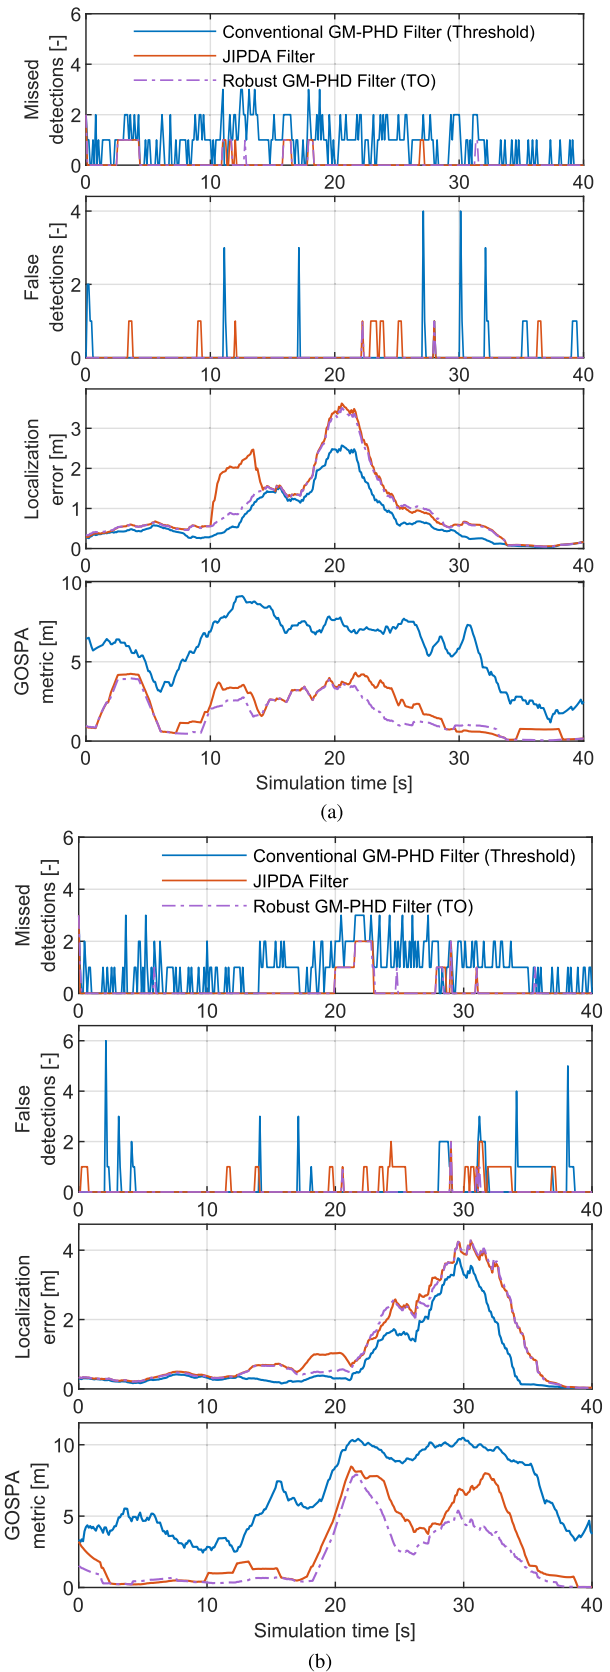 Missed
detections [-]
6
4
2
0
Conventional GM-PHD Filter (Threshold)
JIPDA Filter
Robust GM-PHD Filter (TO)
0 10 20 30 40
False
detections [-]
4
2
0
0 10 20 30 40
Localization
error [m]
3
2
1
0
0 10 20 30 40
GOSPA
metric [m]
10
5
0
0 10 20 30 40
Simulation time [s]
(a)
Missed
detections [-]
6
4
2
0
Conventional GM-PHD Filter (Threshold)
JIPDA Filter
Robust GM-PHD Filter (TO)
0 10 20 30 40
False
detections [-]
6
4
2
0
0 10 20 30 40
Localization
error [m]
4
2
0
0 10 20 30 40
GOSPA
metric [m]
10
5
0
0 10 20 30 40
Simulation time [s]
(b)